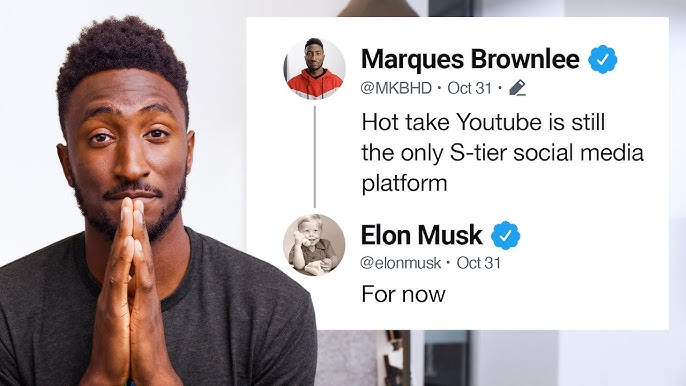 Marques Brownlee
@MKBHD • Oct 31 •
Hot take Youtube is still
the only S-tier social media
platform
Elon Musk
@elonmusk • Oct 31
For now